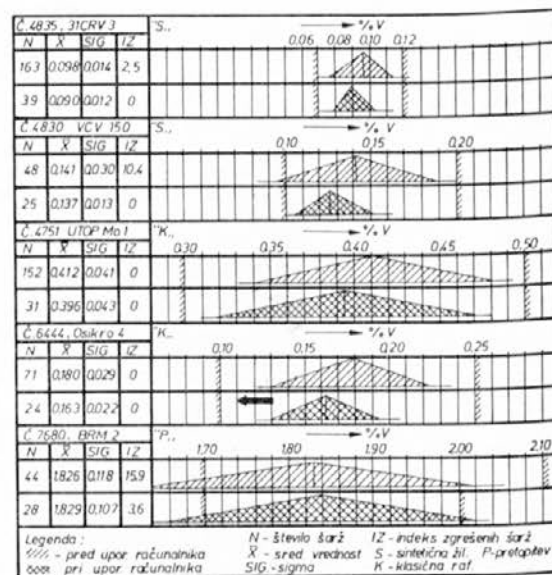 Č.4835, 31CRV3 "S„
N X̄ SIG IZ 0,06 0,08 0,10 0,12 % V
163 0,098 0,014 2,5
39 0,090 0,012 0
Č.4830 VCV 150 "S„ % V
N X̄ SIG IZ 0,10 0,15 0,20
48 0,141 0,030 10,4
25 0,137 0,013 0
Č.4751 UTOP Mo1 "K„ % V
N X̄ SIG IZ 0,30 0,35 0,40 0,45 0,50
152 0,412 0,041 0
31 0,396 0,043 0
Č.6444, Osikro 4 "K„ % V
N X̄ SIG IZ 0,10 0,15 0,20 0,25
71 0,180 0,029 0
24 0,163 0,022 0
Č.7680, BRM 2 "P„ % V
N X̄ SIG IZ 1,70 1,80 1,90 2,00 2,10
44 1,826 0,118 15,9
28 1,829 0,107 3,6
Legenda : N - število šarž IZ - indeks zgrešenih šarž
- pred upor računalnika X̄ - sred vrednost S - sintetična žl. P-pretopitev
pri upor računalnika SIG - sigma K - klasična raf.